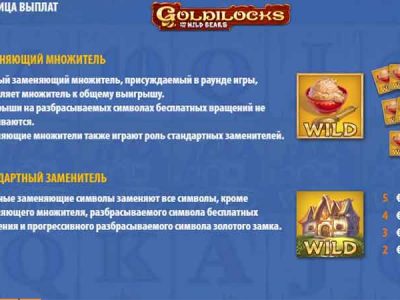 ИЦА ВЫПЛАТ
GOLDILOCKS
AND THE WILD BEARS
НЯЮЩИЙ МНОЖИТЕЛЬ
ый заменяющий множитель, присуждаемый в раунде игры,
ляет множитель к общему выигрышу.
рыши на разбрасываемых символах бесплатных вращений не
иваются.
няющие множители также играют роль стандартных заменителей.
WILD
ДАРТНЫЙ ЗАМЕНИТЕЛЬ
ные заменяющие символы заменяют все символы, кроме
яющего множителя, разбрасываемого символа бесплатных
ения и прогрессивного разбрасываемого символа золотого замка.
WILD
5 €
4 €
3 €
2 €